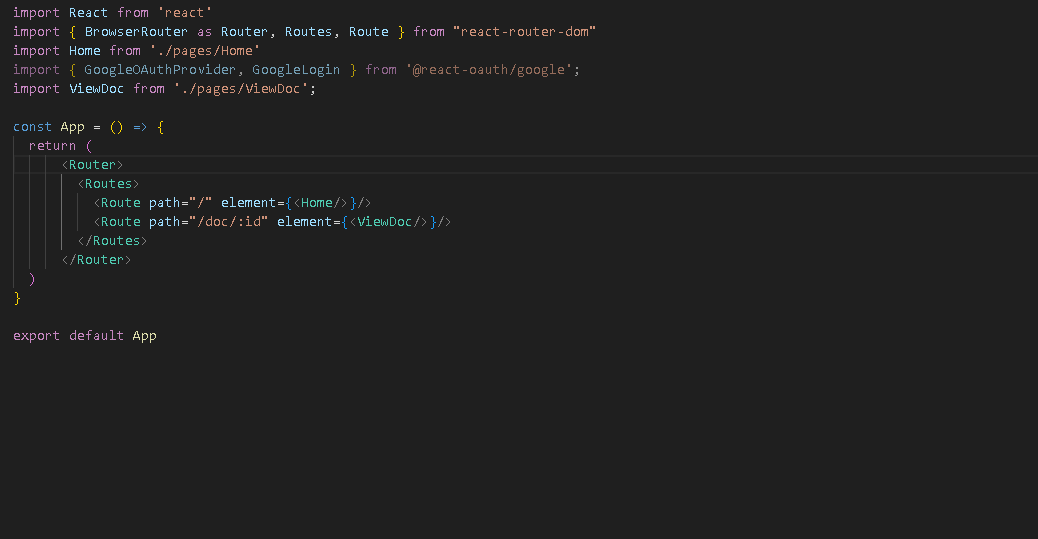 import React from 'react'
import { BrowserRouter as Router, Routes, Route } from "react-router-dom"
import Home from './pages/Home'
import { GoogleOAuthProvider, GoogleLogin } from '@react-oauth/google';
import ViewDoc from './pages/ViewDoc';
const App = () => {
return (
<Router>
<Routes>
<Route path="/" element={<Home/>}/>
<Route path="/doc/:id" element={<ViewDoc/>}/>
</Routes>
</Router>
)
}
export default App